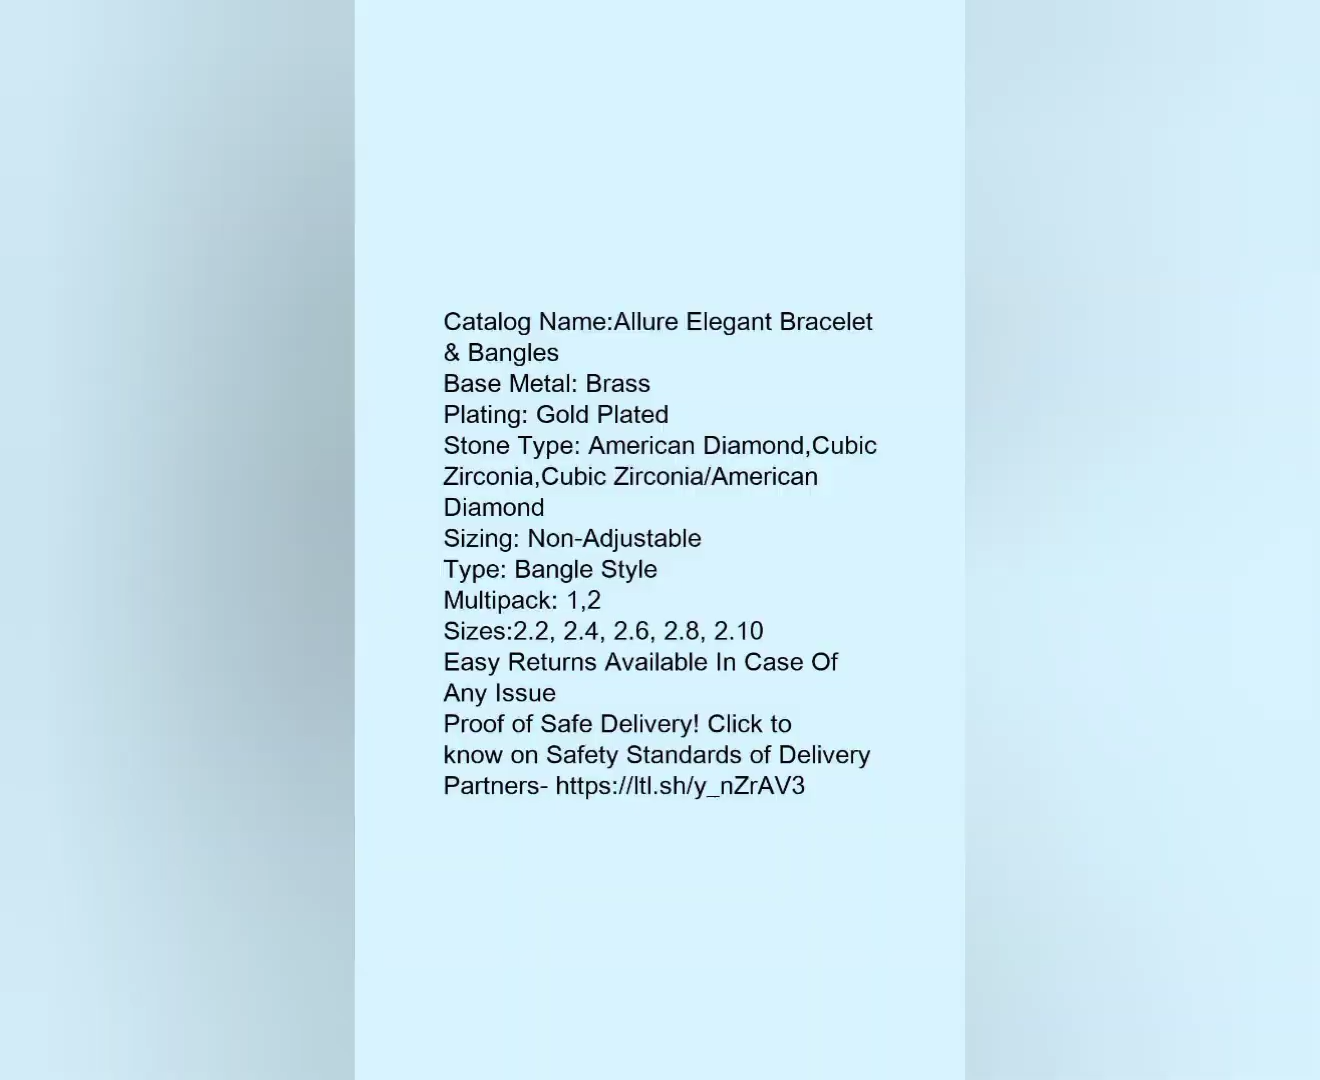 Catalog Name:Allure Elegant Bracelet
& Bangles
Base Metal: Brass
Plating: Gold Plated
Stone Type: American Diamond,Cubic
Zirconia,Cubic Zirconia/American
Diamond
Sizing: Non-Adjustable
Type: Bangle Style
Multipack: 1,2
Sizes:2.2, 2.4, 2.6, 2.8, 2.10
Easy Returns Available In Case Of
Any Issue
Proof of Safe Delivery! Click to
know on Safety Standards of Delivery
Partners- https://ltl.sh/y_nZrAV3